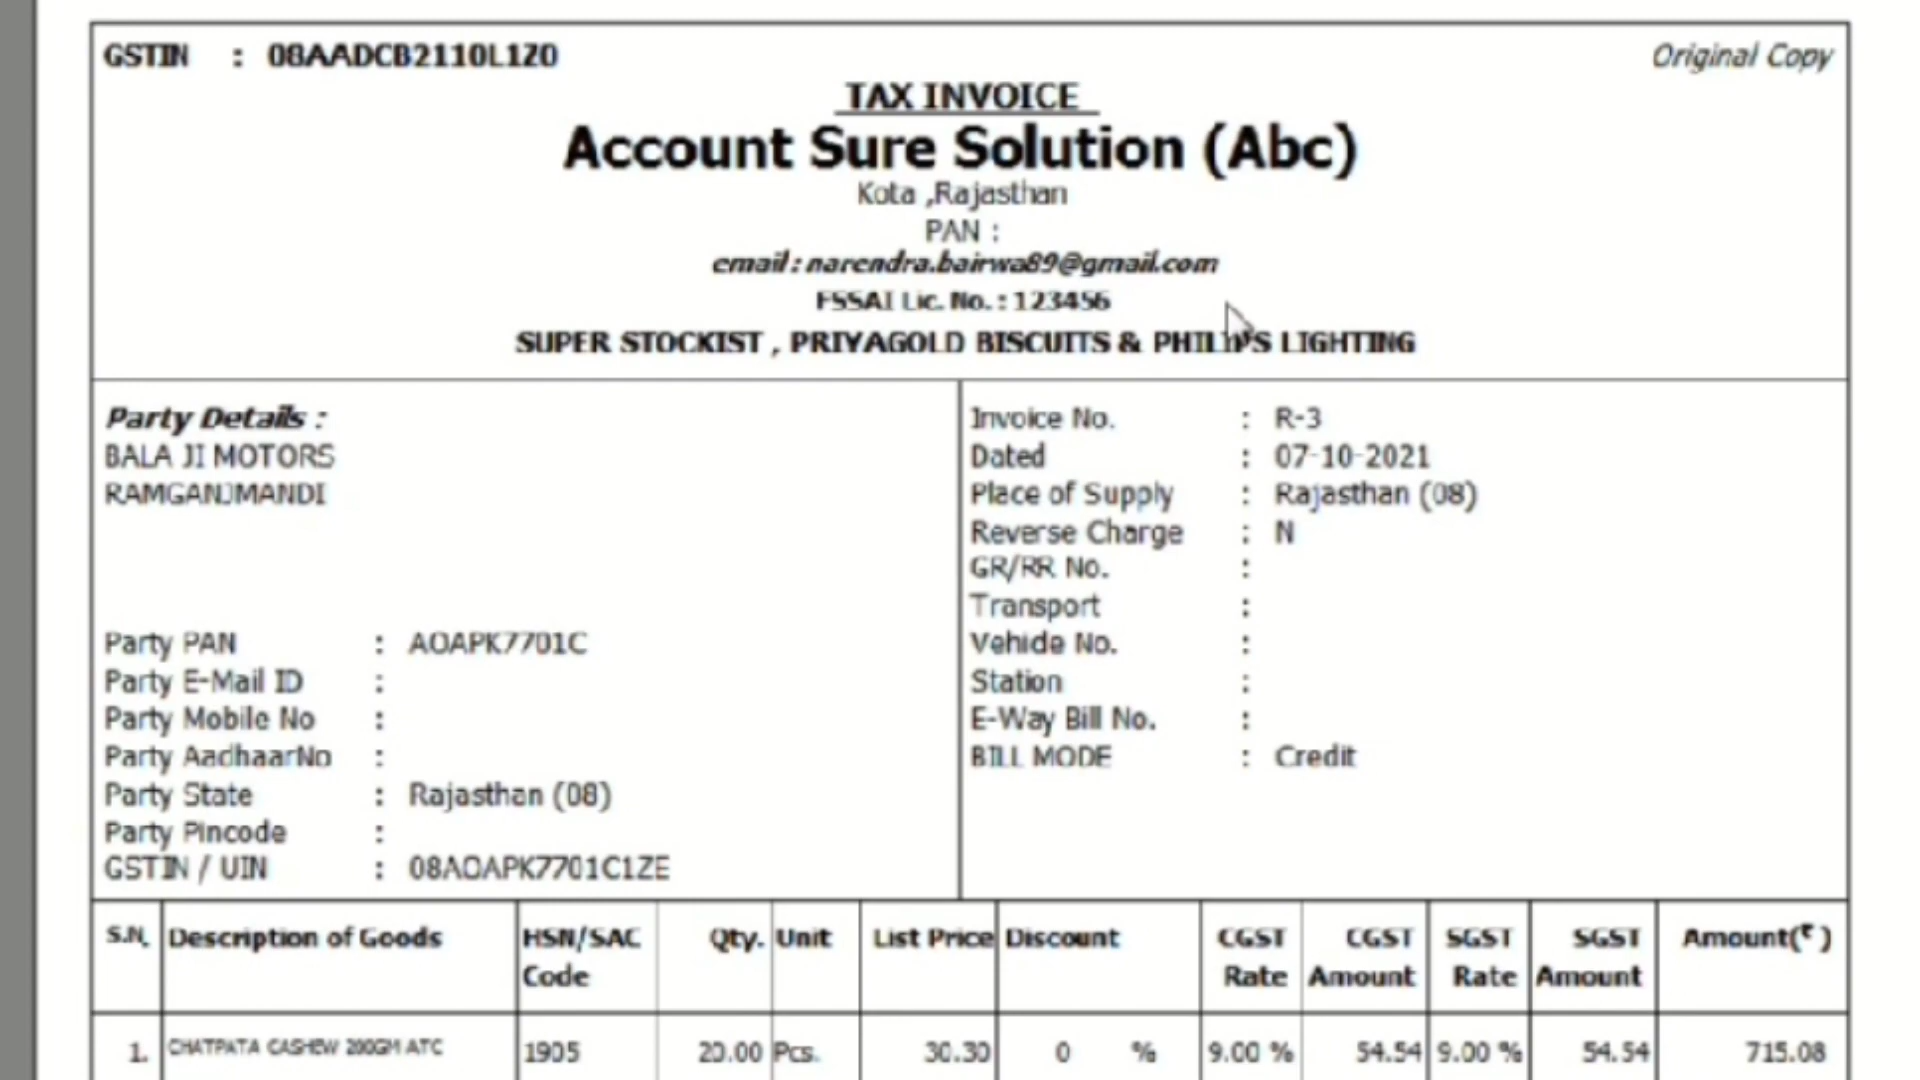 GSTIN : 08AADCB2110L1Z0
Original Copy
TAX INVOICE
Account Sure Solution (Abc)
Kota ,Rajasthan
PAN :
email : narendra.bairwa89@gmail.com
FSSAI Lic. No. : 123456
SUPER STOCKIST , PRIYAGOLD BISCUITS & PHILIPS LIGHTING
Party Details :
BALA JI MOTORS
RAMGANJMANDI
Party PAN : AOAPK7701C
Party E-Mail ID :
Party Mobile No :
Party AadhaarNo :
Party State : Rajasthan (08)
Party Pincode :
GSTIN / UIN : 08AOAPK7701C1ZE
Invoice No. : R-3
Dated : 07-10-2021
Place of Supply : Rajasthan (08)
Reverse Charge : N
GR/RR No. :
Transport :
Vehicle No. :
Station :
E-Way Bill No. :
BILL MODE : Credit
S.N. Description of Goods HSN/SAC Code Qty. Unit List Price Discount CGST Rate CGST Amount SGST Rate SGST Amount Amount(₹)
1. CHATPATA CASHEW 200GM ATC 1905 20.00 Pcs. 30.30 0 % 9.00 % 54.54 9.00 % 54.54 715.08